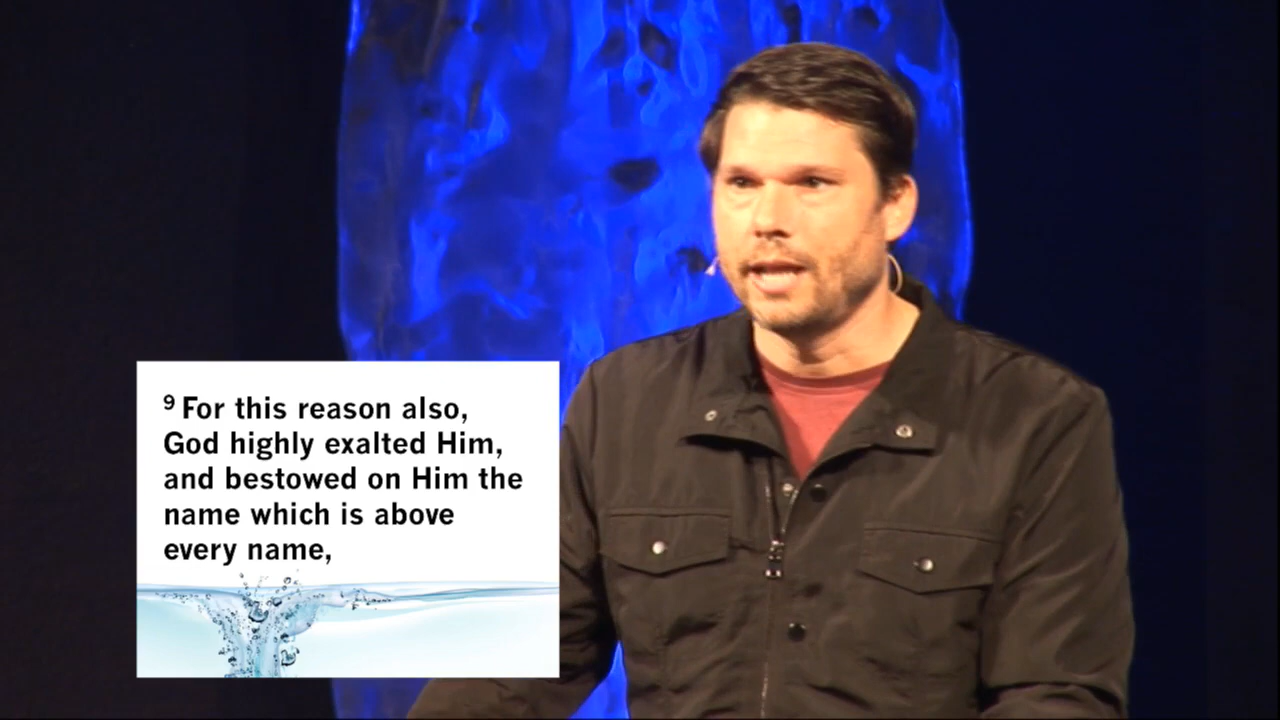 9 For this reason also,
God highly exalted Him,
and bestowed on Him the
name which is above
every name,